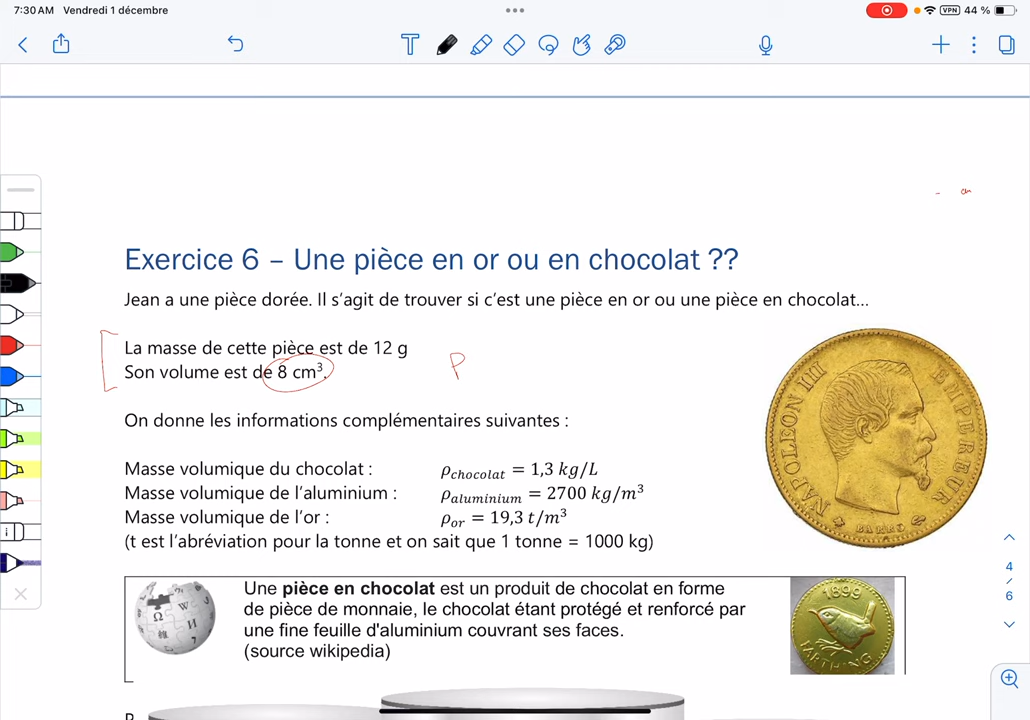 7:30 AM Vendredi 1 décembre
VPN 44 %
Exercice 6 – Une pièce en or ou en chocolat ??
Jean a une pièce dorée. Il s’agit de trouver si c’est une pièce en or ou une pièce en chocolat…
La masse de cette pièce est de 12 g
Son volume est de 8 cm³.
ρ
On donne les informations complémentaires suivantes :
Masse volumique du chocolat : ρchocolat = 1,3 kg/L
Masse volumique de l’aluminium : ρaluminium = 2700 kg/m³
Masse volumique de l’or : ρor = 19,3 t/m³
(t est l’abréviation pour la tonne et on sait que 1 tonne = 1000 kg)
NAPOLEON III EMPEREUR
BARRE
4/6
Une pièce en chocolat est un produit de chocolat en forme
de pièce de monnaie, le chocolat étant protégé et renforcé par
une fine feuille d'aluminium couvrant ses faces.
(source wikipedia)
1899
FARTHING